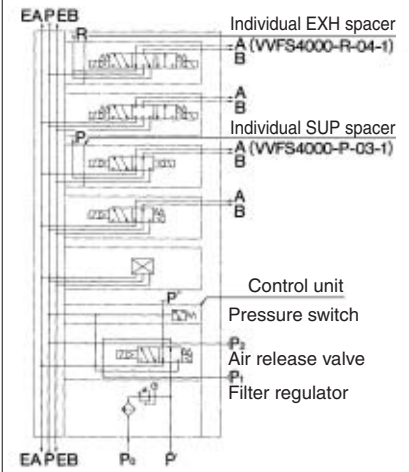 EAPEB
Individual EXH spacer
R
A (VVFS4000-R-04-1)
B
A
B
Individual SUP spacer
P
A (VVFS4000-P-03-1)
B
A
B
Control unit
P'
Pressure switch
P₂
Air release valve
P₁
Filter regulator
EAPEB P₀ P'